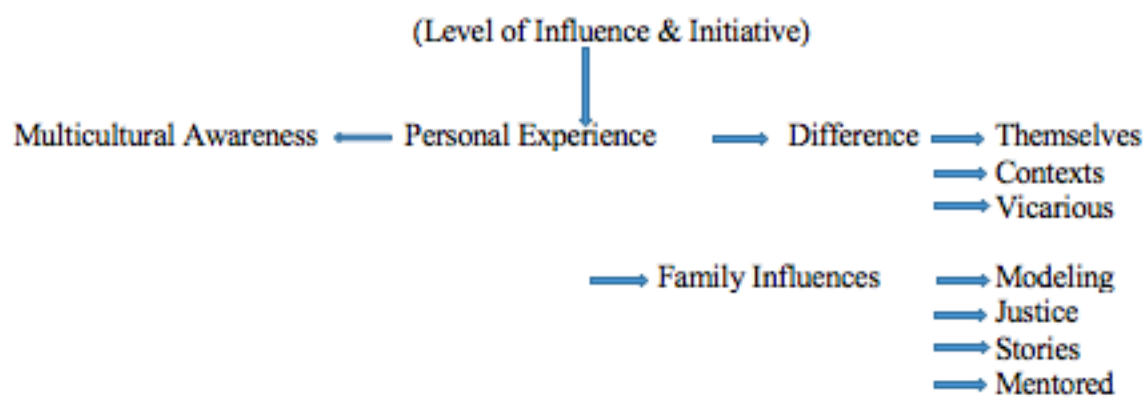 (Level of Influence & Initiative)
Multicultural Awareness Personal Experience Difference Themselves
Contexts
Vicarious
Family Influences Modeling
Justice
Stories
Mentored